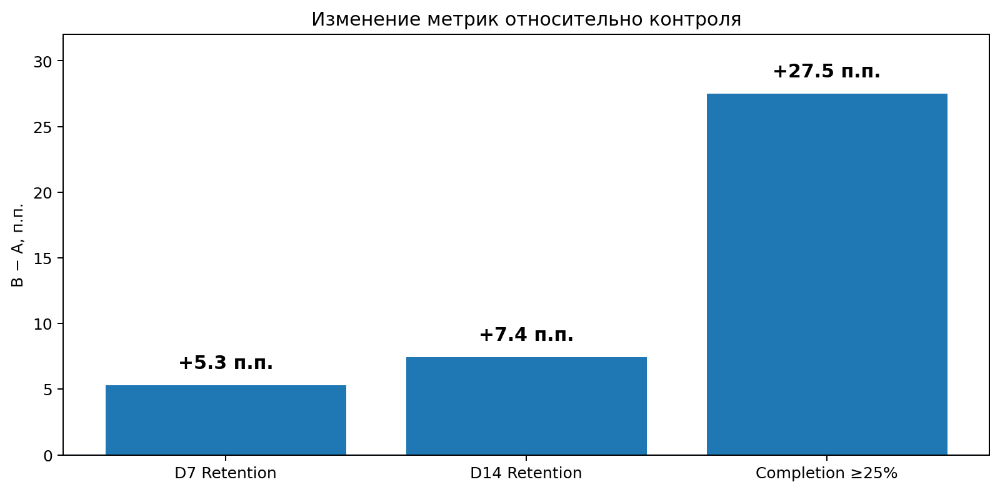 Изменение метрик относительно контроля
B − A, п.п.
30
25
20
15
10
5
0
+5.3 п.п.
+7.4 п.п.
+27.5 п.п.
D7 Retention
D14 Retention
Completion ≥25%